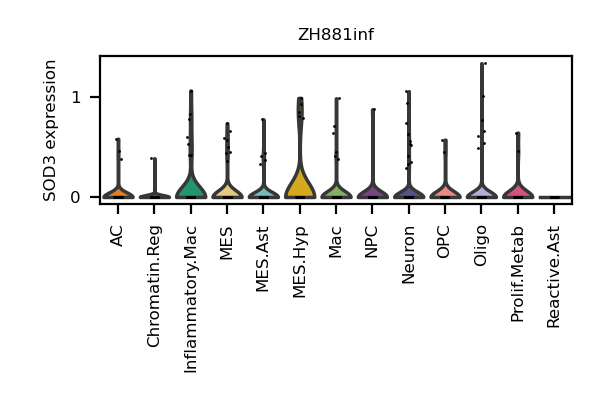 ZH881inf
SOD3 expression
1
0
AC
Chromatin.Reg
Inflammatory.Mac
MES
MES.Ast
MES.Hyp
Mac
NPC
Neuron
OPC
Oligo
Prolif.Metab
Reactive.Ast